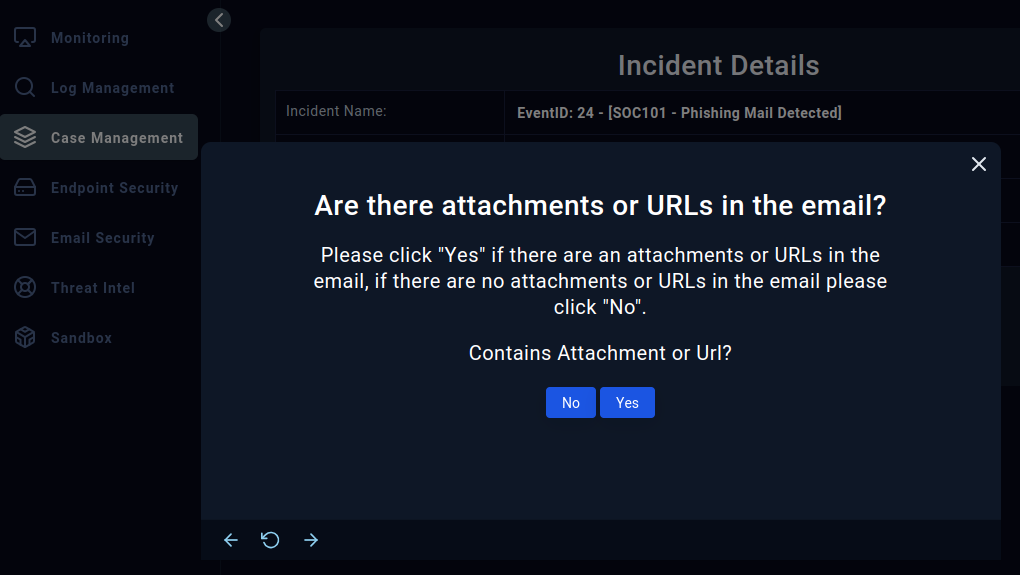 Monitoring
Log Management
Case Management
Endpoint Security
Email Security
Threat Intel
Sandbox
Incident Details
Incident Name:
EventID: 24 - [SOC101 - Phishing Mail Detected]
Are there attachments or URLs in the email?
Please click "Yes" if there are an attachments or URLs in the
email, if there are no attachments or URLs in the email please
click "No".
Contains Attachment or Url?
No
Yes